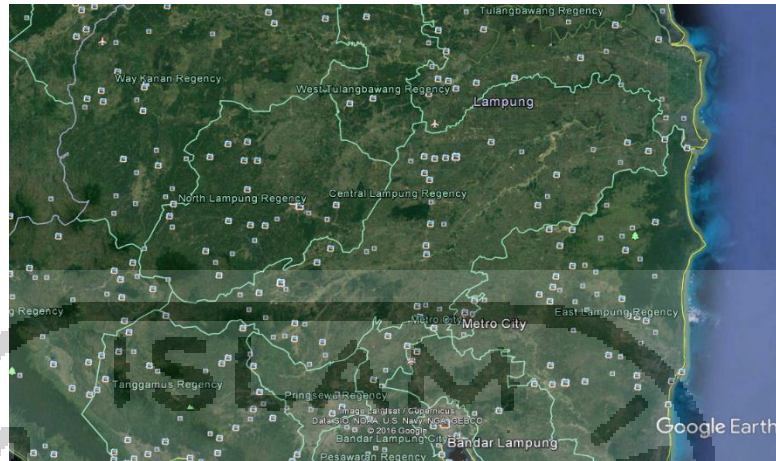 Tulangbawang Regency
Way Kanan Regency
West Tulangbawang Regency
Lampung
North Lampung Regency
Central Lampung Regency
g Regency
Metro City
Metro City
East Lampung Regency
ISLAM
Tanggamus Regency
Pringsewu Regency
Image Landsat / Copernicus
Data SIO, NOAA, U.S. Navy, NGA, GEBCO
© 2016 Google
Google Earth
Bandar Lampung City
Bandar Lampung
Pesawaran Regency